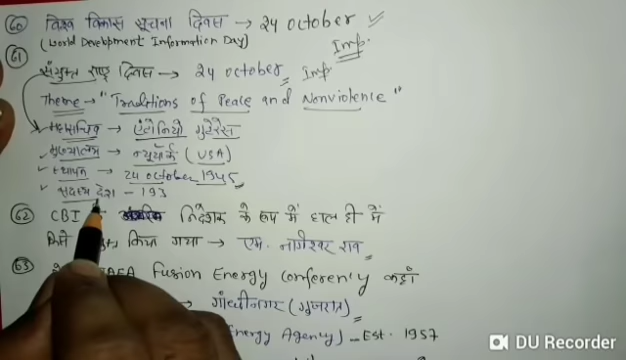 60 विश्व विकास सूचना दिवस → 24 October
(World Development Information Day)
Imp.
61 संयुक्त राष्ट्र दिवस → 24 october Imp
Theme → "Traditions of Peace and Nonviolence"
महासचिव → एंटोनियो गुटेरेस
मुख्यालय → न्यूयॉर्क (USA)
स्थापना → 24 october 1945
सदस्य देश - 193
62 CBI के निदेशक के रूप में हाल ही में
किसे किया गया → एम. नागेश्वर राव
63 Fusion Energy Conferency कहाँ
→ गांधीनगर (गुजरात)
Energy Agency) - Est. 1957
DU Recorder